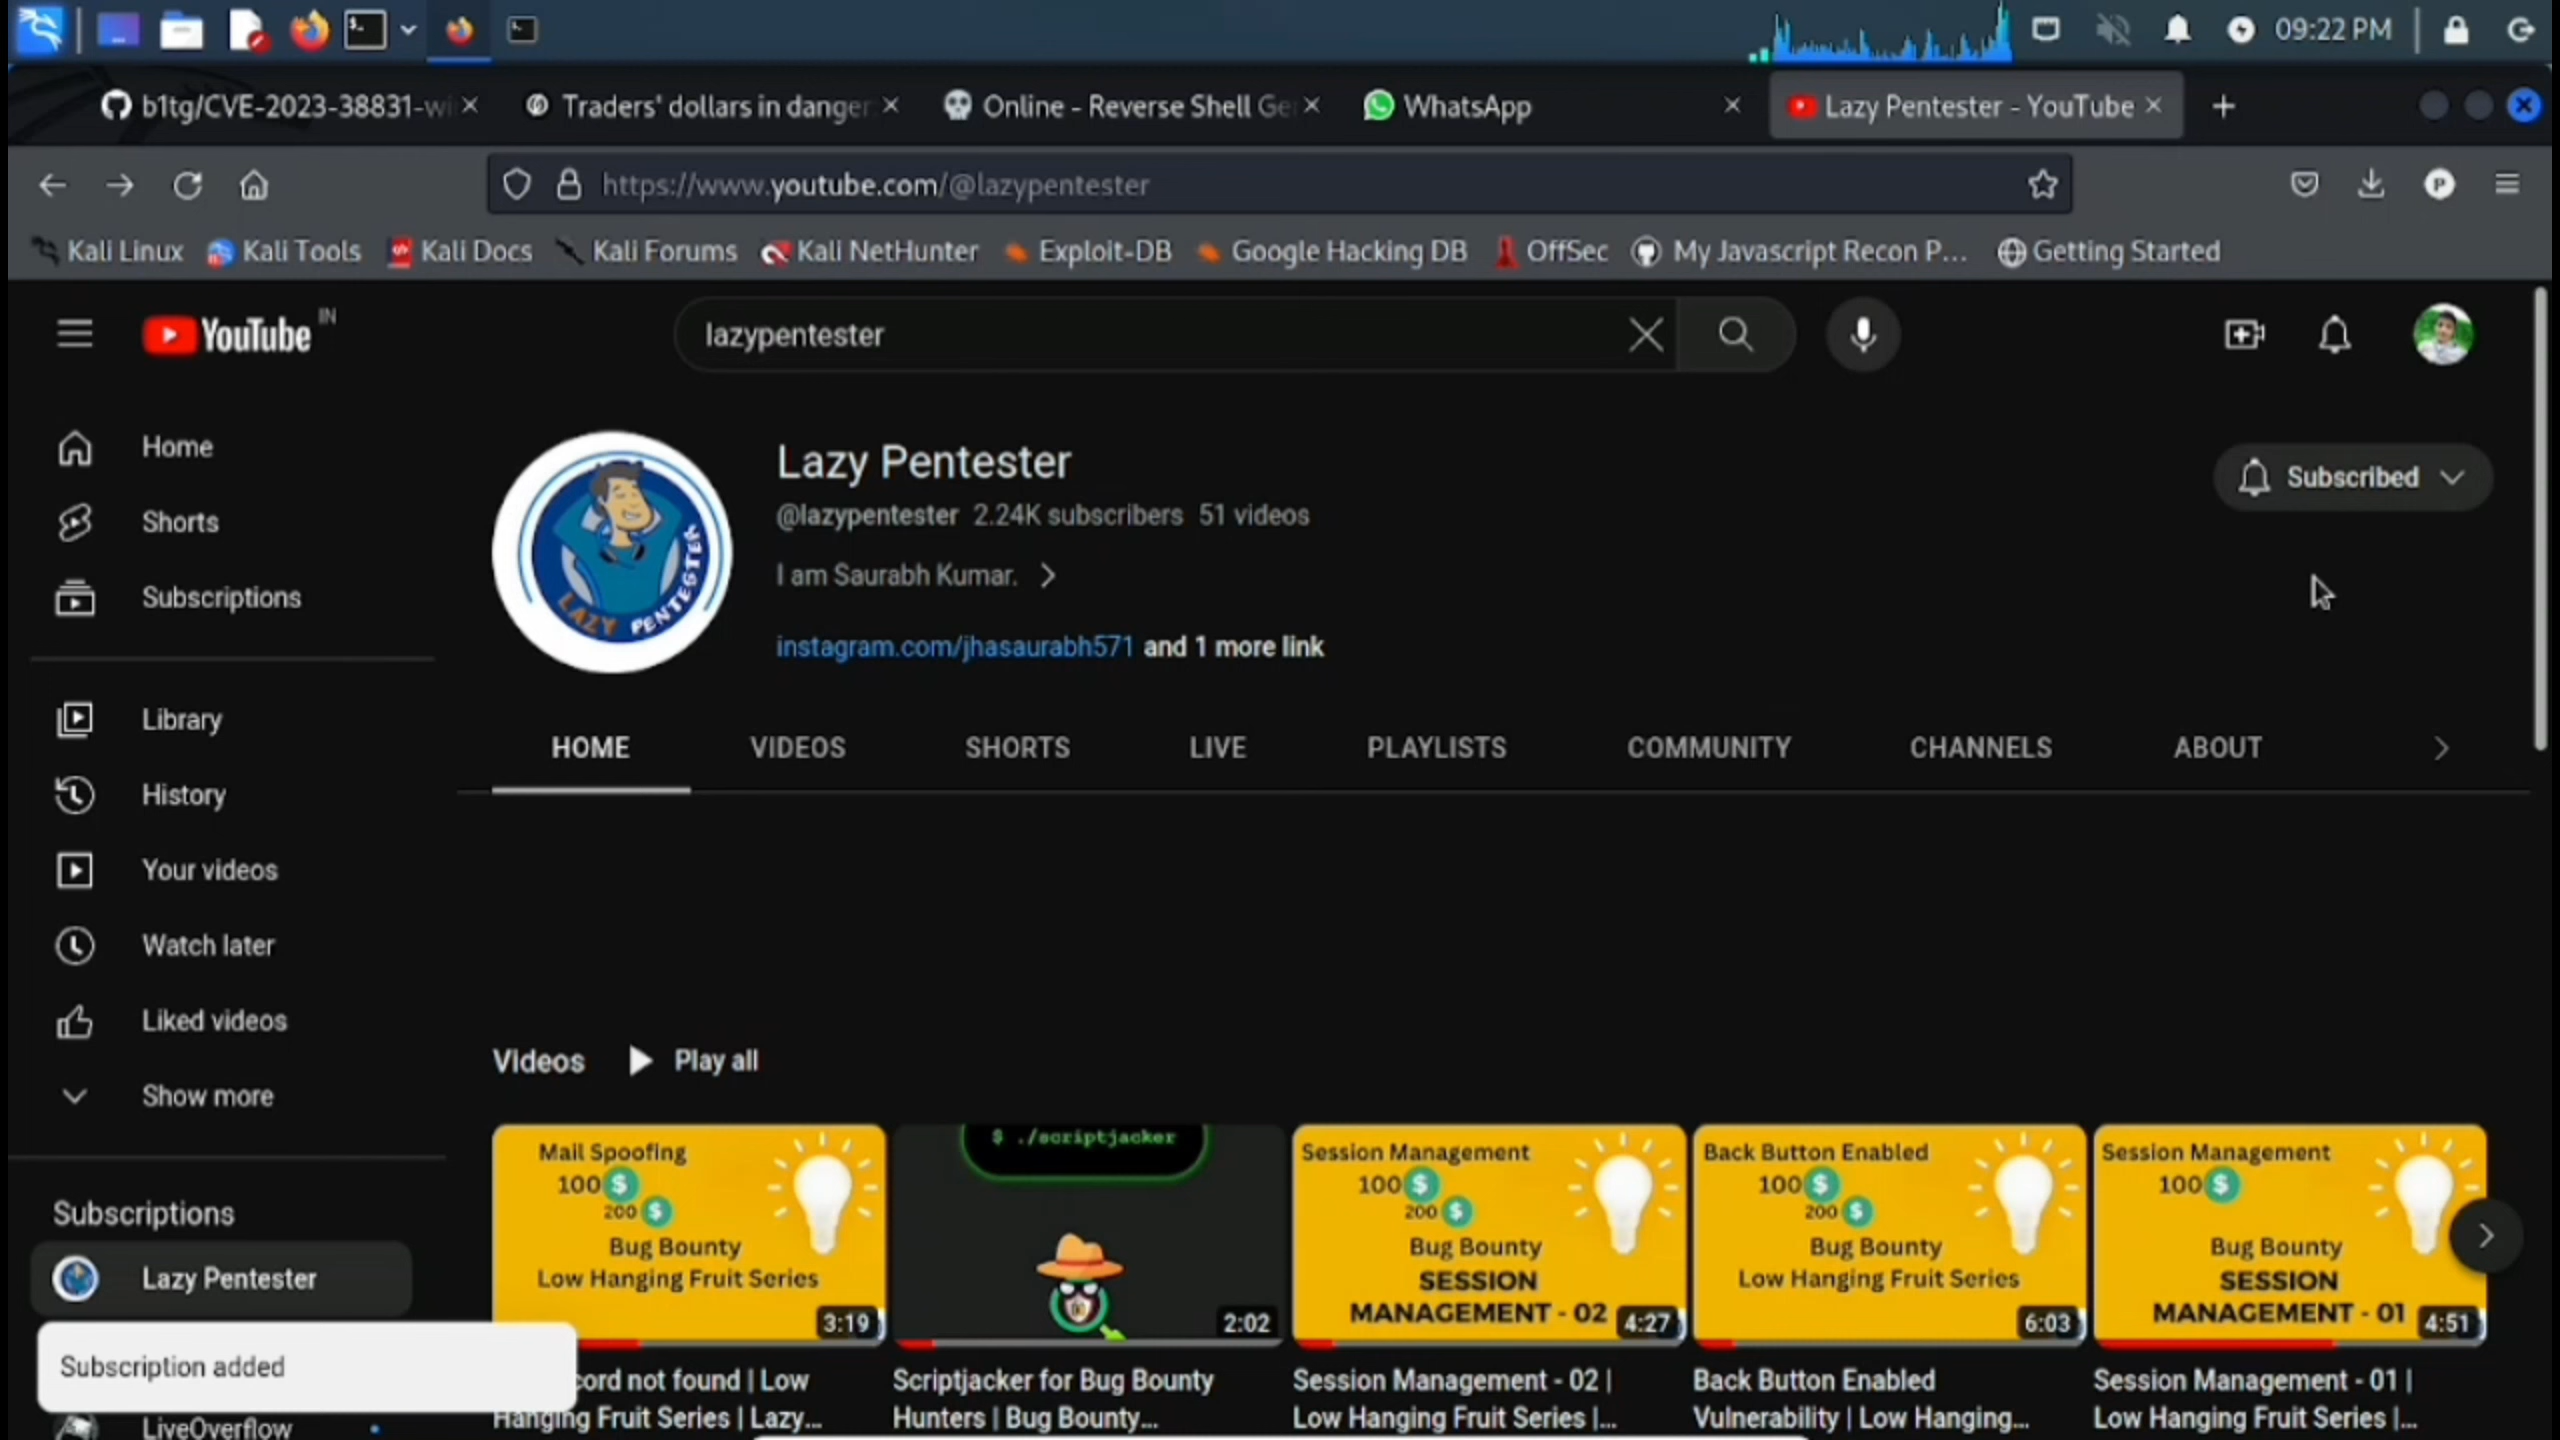 09:22 PM
b1tg/CVE-2023-38831-wi
Traders' dollars in danger:
Online - Reverse Shell Ge
WhatsApp
Lazy Pentester - YouTube
https://www.youtube.com/@lazypentester
Kali Linux
Kali Tools
Kali Docs
Kali Forums
Kali NetHunter
Exploit-DB
Google Hacking DB
OffSec
My Javascript Recon P...
Getting Started
YouTube IN
lazypentester
Home
Shorts
Subscriptions
Library
History
Your videos
Watch later
Liked videos
Show more
Subscriptions
Lazy Pentester
Subscription added
LiveOverflow
LAZY PENTESTER
Lazy Pentester
@lazypentester 2.24K subscribers 51 videos
I am Saurabh Kumar.
instagram.com/jhasaurabh571 and 1 more link
Subscribed
HOME
VIDEOS
SHORTS
LIVE
PLAYLISTS
COMMUNITY
CHANNELS
ABOUT
Videos
Play all
Mail Spoofing
100 $
200 $
Bug Bounty
Low Hanging Fruit Series
3:19
cord not found | Low
Hanging Fruit Series | Lazy...
$ ./scriptjacker
2:02
Scriptjacker for Bug Bounty
Hunters | Bug Bounty...
Session Management
100 $
200 $
Bug Bounty
SESSION
MANAGEMENT - 02
4:27
Session Management - 02 |
Low Hanging Fruit Series |...
Back Button Enabled
100 $
200 $
Bug Bounty
Low Hanging Fruit Series
6:03
Back Button Enabled
Vulnerability | Low Hanging...
Session Management
100 $
Bug Bounty
SESSION
MANAGEMENT - 01
4:51
Session Management - 01 |
Low Hanging Fruit Series |...